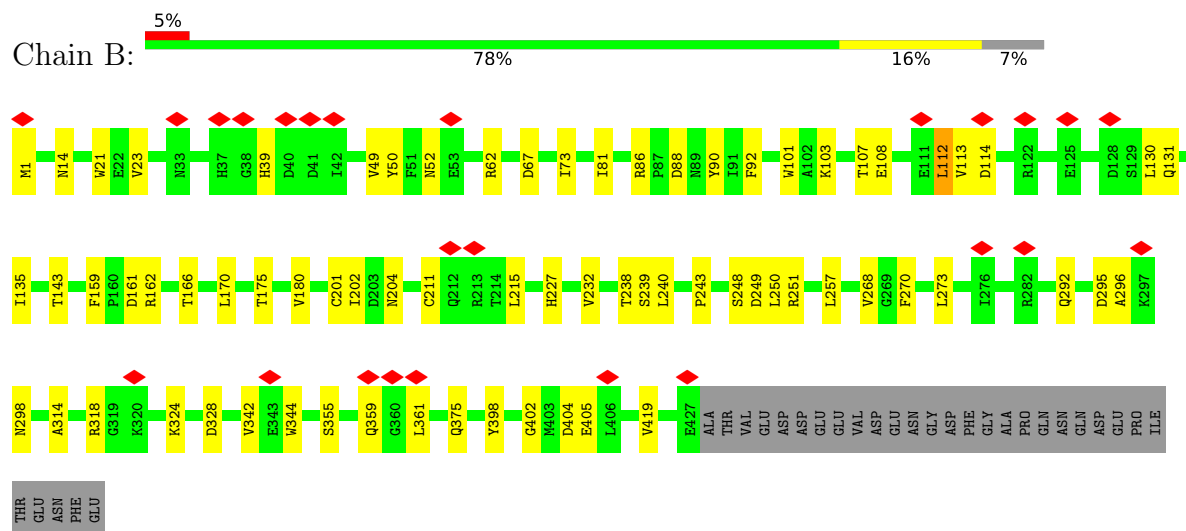 5%
Chain B:
78% 16% 7%
M1 N14 W21 E22 V23 N33 H37 G38 H39 D40 D41 I42 V49 Y50 F51 N52 E53 R62 D67 I73 I81 R86 P87 D88 N89 Y90 I91 F92 W101 A102 K103 T107 E108 E111 L112 V113 D114 R122 E125 D128 S129 L130 Q131
I135 T143 F159 P160 D161 R162 T166 L170 T175 V180 C201 I202 D203 N204 C211 Q212 R213 T214 L215 H227 V232 T238 S239 L240 P243 S248 D249 L250 R251 L257 V268 G269 F270 L273 I276 R282 Q292 D295 A296 K297
N298 A314 R318 G319 K320 K324 D328 V342 E343 W344 S355 Q359 G360 L361 Q375 Y398 G402 M403 D404 E405 L406 V419 E427 ALA THR VAL GLU ASP ASP GLU GLU VAL ASP GLU ASN GLY ASP PHE GLY ALA PRO GLN ASN GLN ASP GLU PRO ILE
THR GLU ASN PHE GLU